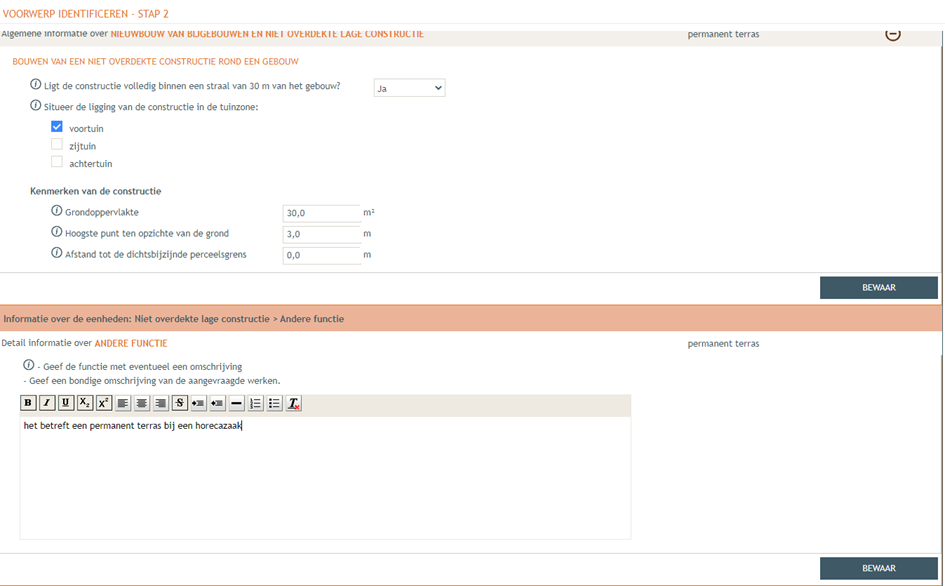 VOORWERP IDENTIFICEREN - STAP 2
Algemene informatie over NIEUWBOUW VAN BIJGEBOUWEN EN NIET OVERDEKTE LAGE CONSTRUCTIE permanent terras
BOUWEN VAN EEN NIET OVERDEKTE CONSTRUCTIE ROND EEN GEBOUW
Ligt de constructie volledig binnen een straal van 30 m van het gebouw? Ja
Situeer de ligging van de constructie in de tuinzone:
voortuin
zijtuin
achtertuin
Kenmerken van de constructie
Grondoppervlakte 30,0 m²
Hoogste punt ten opzichte van de grond 3,0 m
Afstand tot de dichtsbijzijnde perceelsgrens 0,0 m
BEWAAR
Informatie over de eenheden: Niet overdekte lage constructie > Andere functie
Detail informatie over ANDERE FUNCTIE permanent terras
- Geef de functie met eventueel een omschrijving
- Geef een bondige omschrijving van de aangevraagde werken.
B I U X₂ X² S T
het betreft een permanent terras bij een horecazaak
BEWAAR